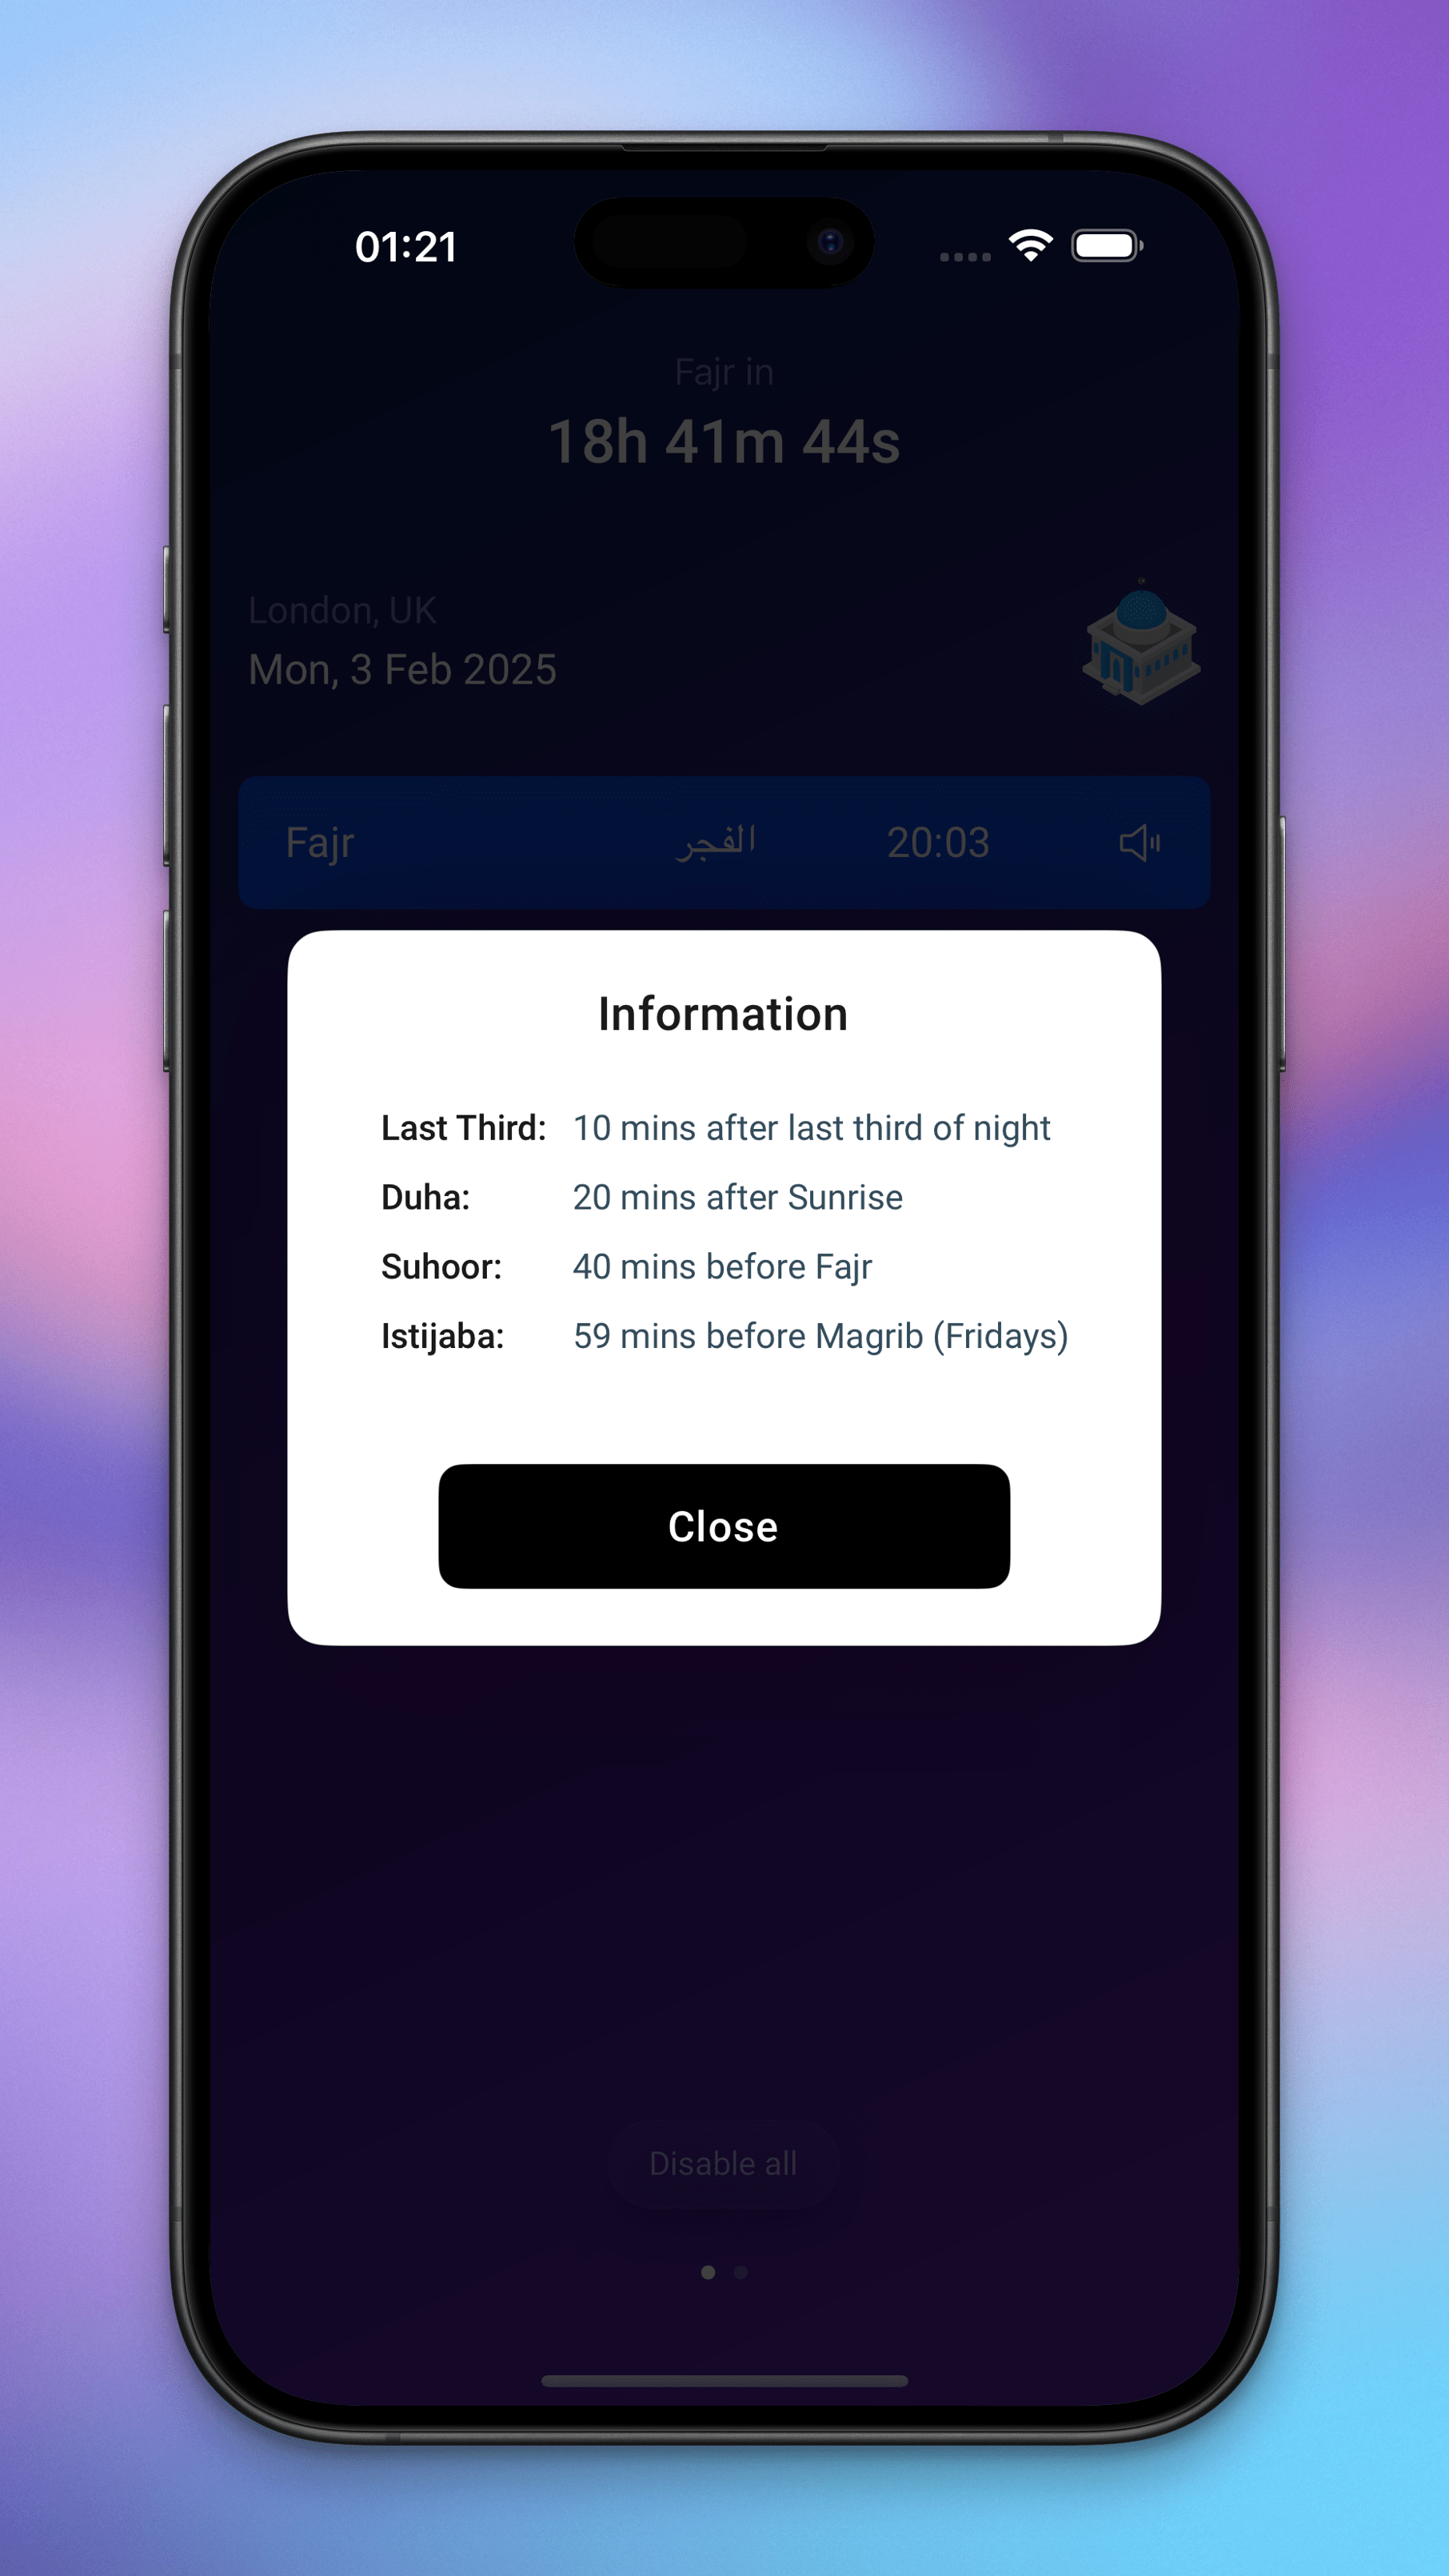 01:21
Fajr in
18h 41m 44s
London, UK
Mon, 3 Feb 2025
Fajr الفجر 20:03
Information
Last Third: 10 mins after last third of night
Duha: 20 mins after Sunrise
Suhoor: 40 mins before Fajr
Istijaba: 59 mins before Magrib (Fridays)
Close
Disable all